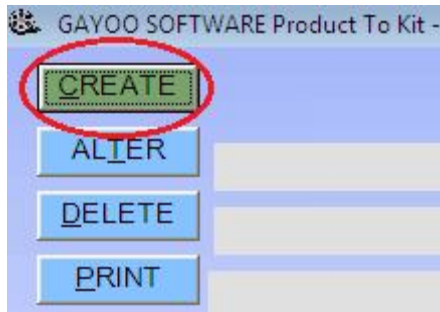 GAYOO SOFTWARE Product To Kit -
CREATE
ALTER
DELETE
PRINT